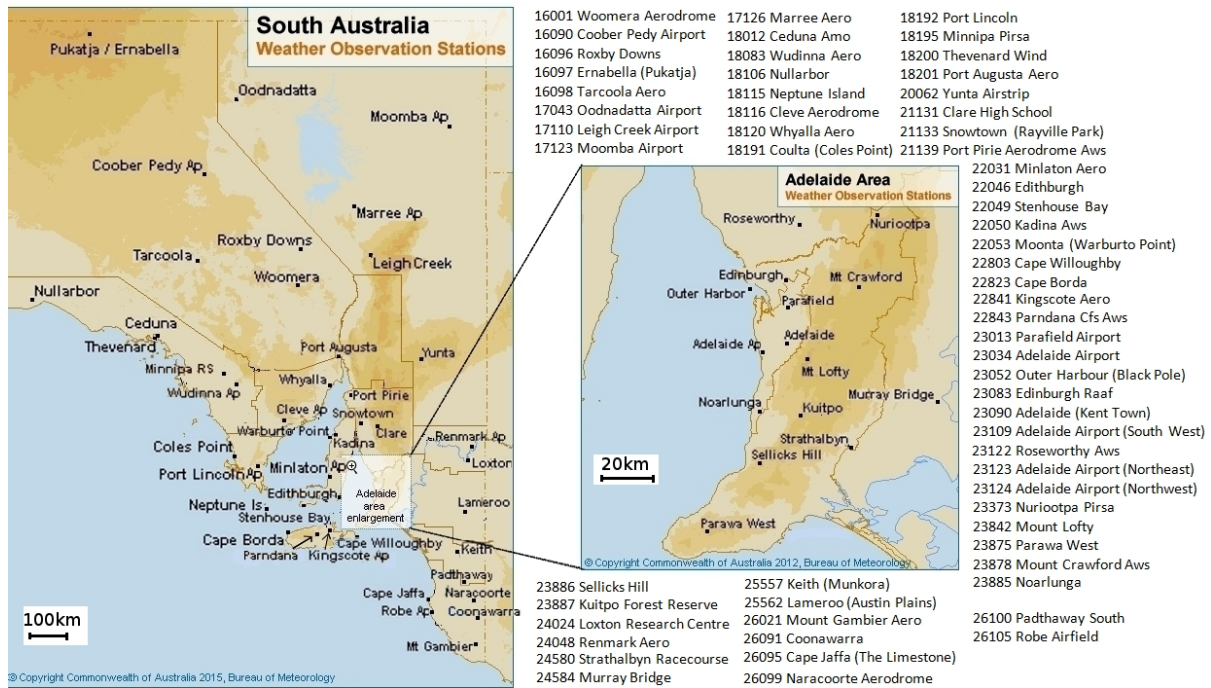 South Australia
Weather Observation Stations
Pukatja / Ernabella
Oodnadatta
Moomba Ap
Coober Pedy Ap
Marree Ap
Roxby Downs
Tarcoola
Leigh Creek
Woomera
Nullarbor
Ceduna
Thevenard
Port Augusta
Yunta
Minnipa RS
Whyalla
Wudinna Ap
Port Pirie
Cleve Ap
Snowtown
Warburto Point
Clare
Kadina
Renmark Ap
Coles Point
Minlaton Ap
Loxton
Port Lincoln Ap
Edithburgh
Adelaide
area
enlargement
Neptune Is
Lameroo
Stenhouse Bay
Cape Borda
Cape Willoughby
Keith
Parndana
Kingscote Ap
Padthaway
Cape Jaffa
Naracoorte
Robe Ap
Coonawarra
100km
Mt Gambier
© Copyright Commonwealth of Australia 2015, Bureau of Meteorology
16001 Woomera Aerodrome
16090 Coober Pedy Airport
16096 Roxby Downs
16097 Ernabella (Pukatja)
16098 Tarcoola Aero
17043 Oodnadatta Airport
17110 Leigh Creek Airport
17123 Moomba Airport
17126 Marree Aero
18012 Ceduna Amo
18083 Wudinna Aero
18106 Nullarbor
18115 Neptune Island
18116 Cleve Aerodrome
18120 Whyalla Aero
18191 Coulta (Coles Point)
18192 Port Lincoln
18195 Minnipa Pirsa
18200 Thevenard Wind
18201 Port Augusta Aero
20062 Yunta Airstrip
21131 Clare High School
21133 Snowtown (Rayville Park)
21139 Port Pirie Aerodrome Aws
22031 Minlaton Aero
22046 Edithburgh
22049 Stenhouse Bay
22050 Kadina Aws
22053 Moonta (Warburto Point)
22803 Cape Willoughby
22823 Cape Borda
22841 Kingscote Aero
22843 Parndana Cfs Aws
23013 Parafield Airport
23034 Adelaide Airport
23052 Outer Harbour (Black Pole)
23083 Edinburgh Raaf
23090 Adelaide (Kent Town)
23109 Adelaide Airport (South West)
23122 Roseworthy Aws
23123 Adelaide Airport (Northeast)
23124 Adelaide Airport (Northwest)
23373 Nuriootpa Pirsa
23842 Mount Lofty
23875 Parawa West
23878 Mount Crawford Aws
23885 Noarlunga
Adelaide Area
Weather Observation Stations
Roseworthy
Nuriootpa
Edinburgh
Mt Crawford
Outer Harbor
Parafield
Adelaide
Adelaide Ap
Mt Lofty
Murray Bridge
Noarlunga
Kuitpo
Strathalbyn
Sellicks Hill
20km
Parawa West
© Copyright Commonwealth of Australia 2012, Bureau of Meteorology
23886 Sellicks Hill
23887 Kuitpo Forest Reserve
24024 Loxton Research Centre
24048 Renmark Aero
24580 Strathalbyn Racecourse
24584 Murray Bridge
25557 Keith (Munkora)
25562 Lameroo (Austin Plains)
26021 Mount Gambier Aero
26091 Coonawarra
26095 Cape Jaffa (The Limestone)
26099 Naracoorte Aerodrome
26100 Padthaway South
26105 Robe Airfield